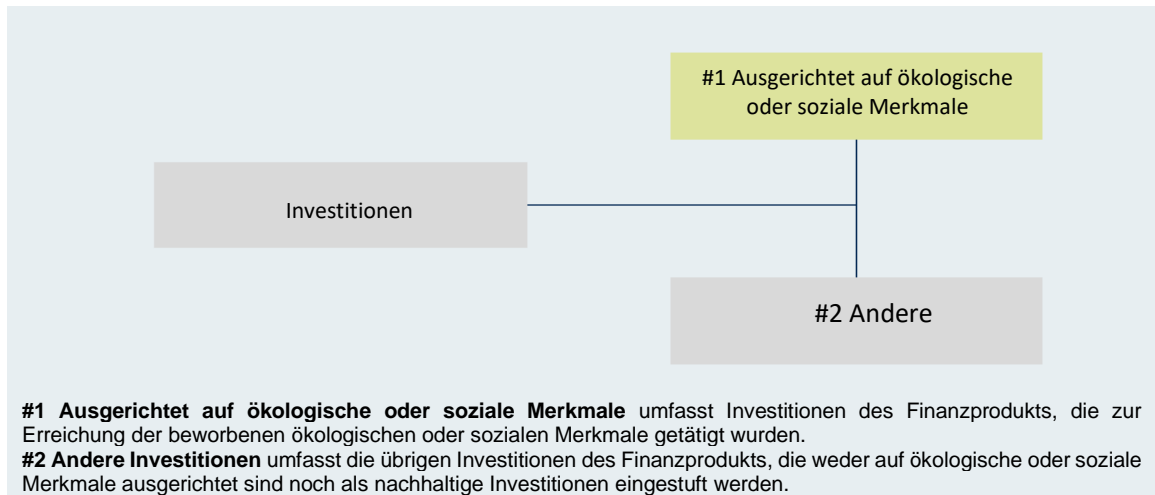 #1 Ausgerichtet auf ökologische
oder soziale Merkmale
Investitionen
#2 Andere
#1 Ausgerichtet auf ökologische oder soziale Merkmale umfasst Investitionen des Finanzprodukts, die zur
Erreichung der beworbenen ökologischen oder sozialen Merkmale getätigt wurden.
#2 Andere Investitionen umfasst die übrigen Investitionen des Finanzprodukts, die weder auf ökologische oder soziale
Merkmale ausgerichtet sind noch als nachhaltige Investitionen eingestuft werden.